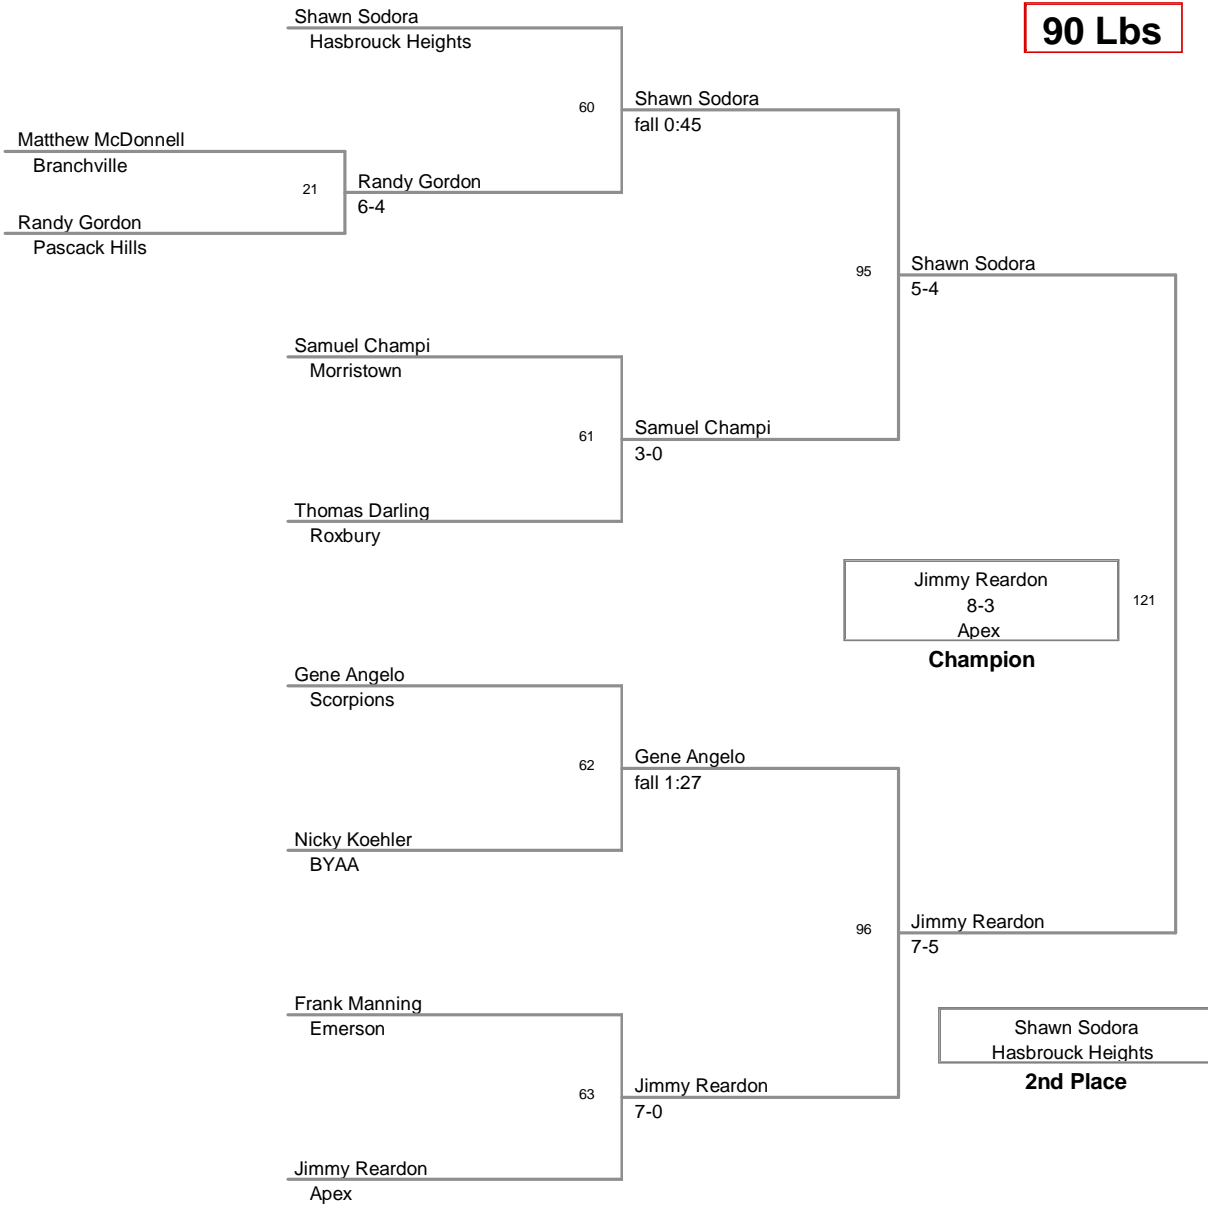 Shawn Sodora
Hasbrouck Heights
90 Lbs
60
Shawn Sodora
fall 0:45
Matthew McDonnell
Branchville
21
Randy Gordon
6-4
Randy Gordon
Pascack Hills
95
Shawn Sodora
5-4
Samuel Champi
Morristown
61
Samuel Champi
3-0
Thomas Darling
Roxbury
Jimmy Reardon
8-3
Apex
Champion
121
Gene Angelo
Scorpions
62
Gene Angelo
fall 1:27
Nicky Koehler
BYAA
96
Jimmy Reardon
7-5
Frank Manning
Emerson
Shawn Sodora
Hasbrouck Heights
2nd Place
63
Jimmy Reardon
7-0
Jimmy Reardon
Apex